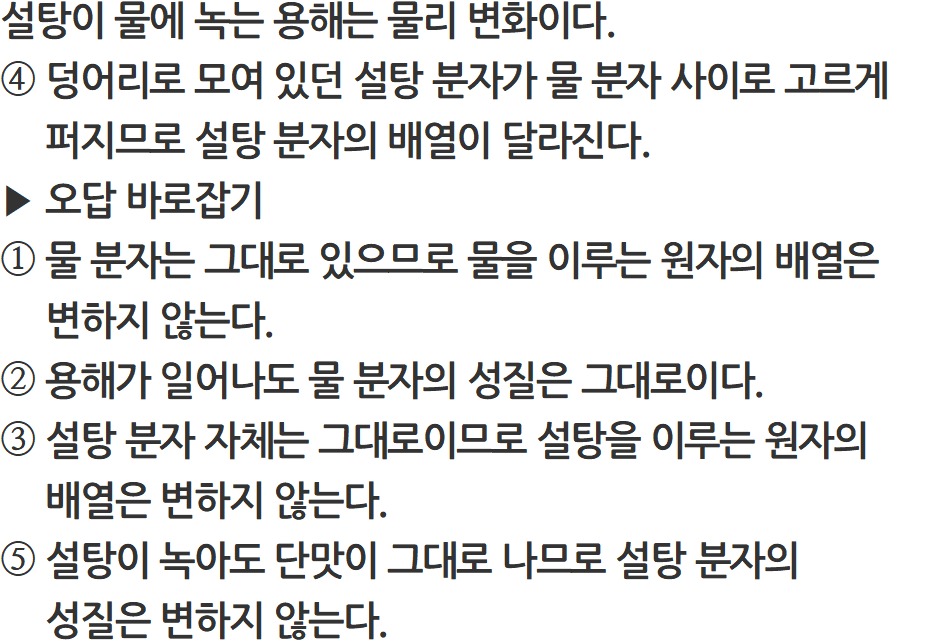 설탕이 물에 녹는 용해는 물리 변화이다.
④ 덩어리로 모여 있던 설탕 분자가 물 분자 사이로 고르게
퍼지므로 설탕 분자의 배열이 달라진다.
▶ 오답 바로잡기
① 물 분자는 그대로 있으므로 물을 이루는 원자의 배열은
변하지 않는다.
② 용해가 일어나도 물 분자의 성질은 그대로이다.
③ 설탕 분자 자체는 그대로이므로 설탕을 이루는 원자의
배열은 변하지 않는다.
⑤ 설탕이 녹아도 단맛이 그대로 나므로 설탕 분자의
성질은 변하지 않는다.